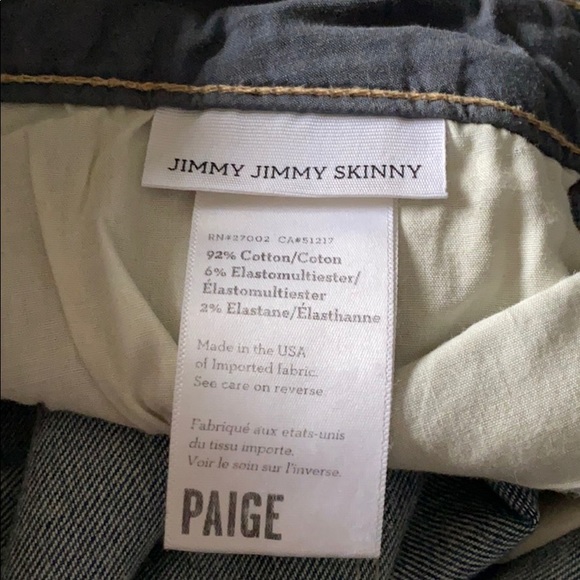 JIMMY JIMMY SKINNY
RN#27002 CA#51217
92% Cotton/Coton
6% Elastomultiester/
Élastomultiester
2% Elastane/Élasthanne
Made in the USA
of Imported fabric.
See care on reverse
Fabriqué aux etats-unis
du tissu importe.
Voir le soin sur l'inverse.
PAIGE